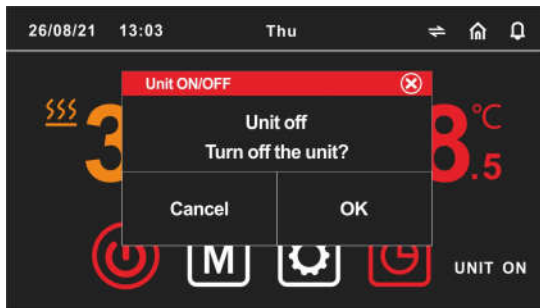 26/08/21 13:03 Thu
Unit ON/OFF
3
Unit off
Turn off the unit?
8.5 °C
Cancel OK
M
UNIT ON